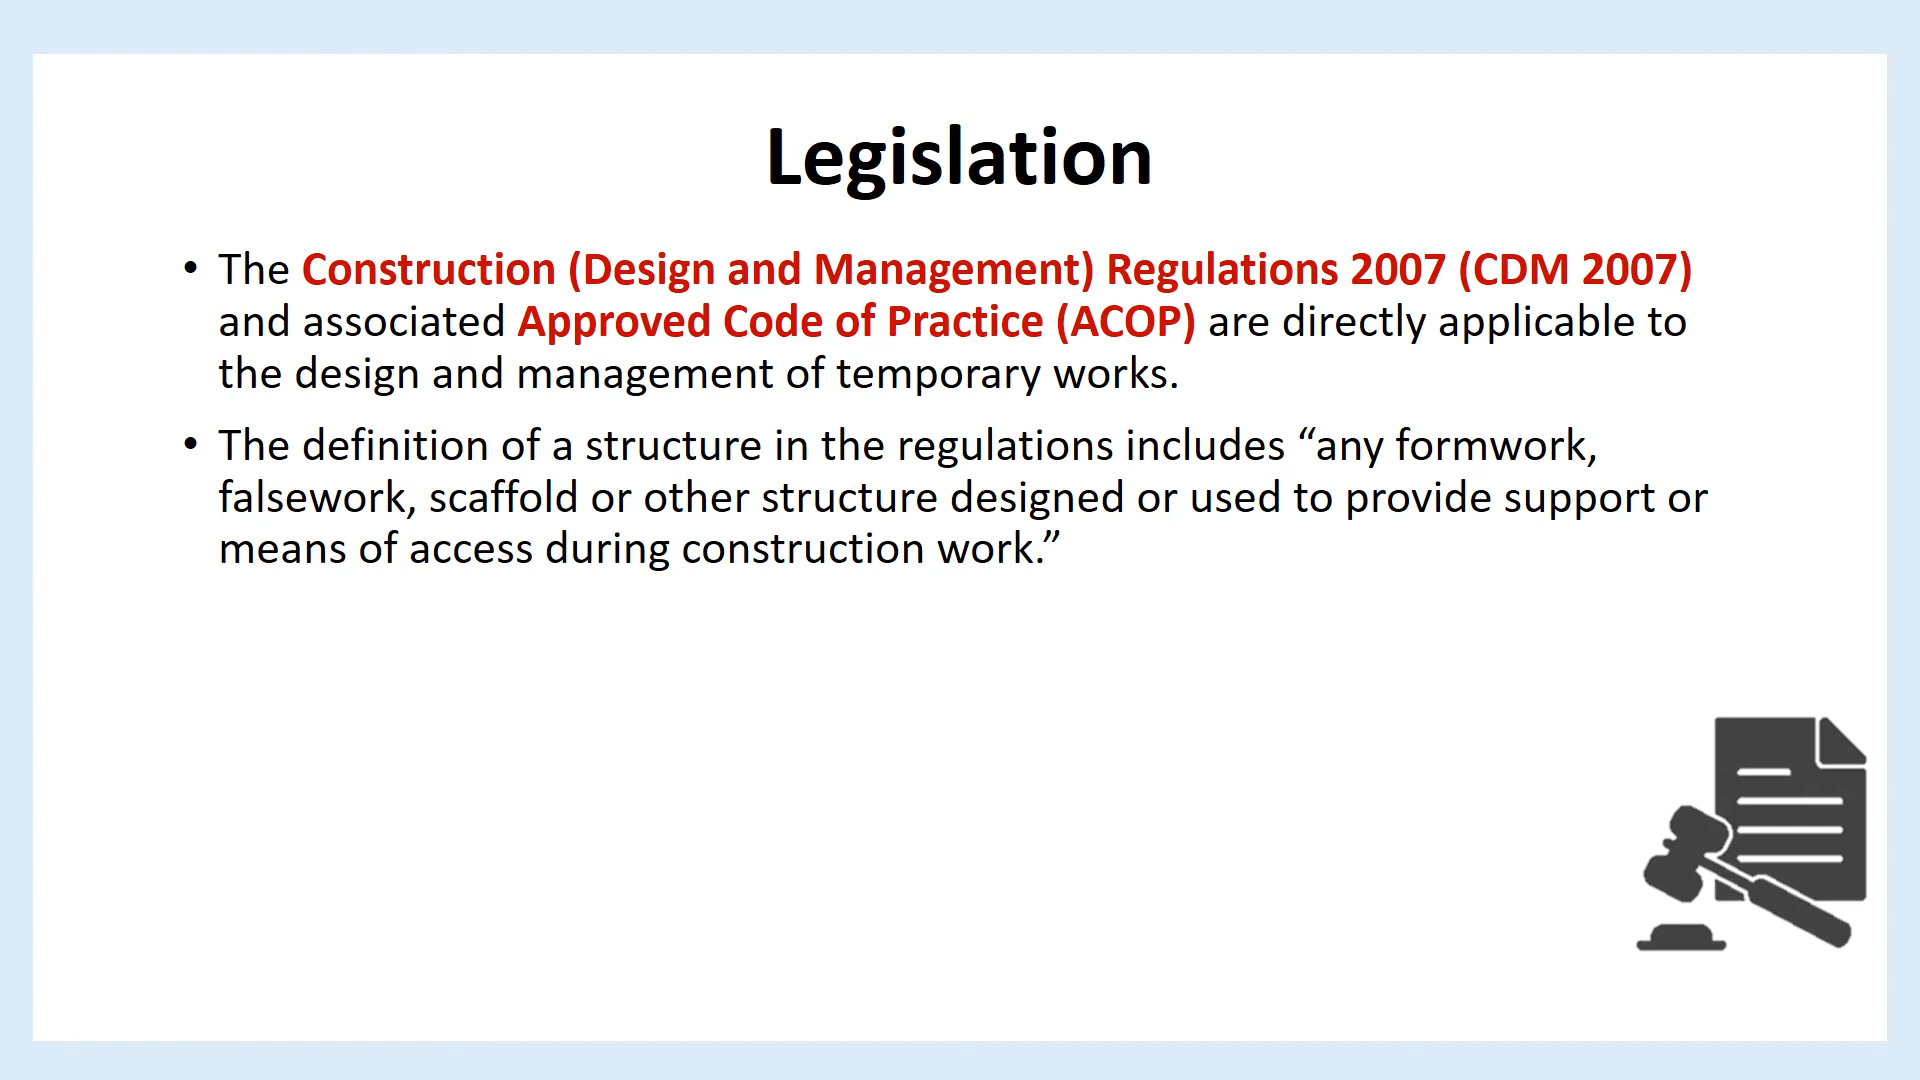 Legislation
• The Construction (Design and Management) Regulations 2007 (CDM 2007)
and associated Approved Code of Practice (ACOP) are directly applicable to
the design and management of temporary works.
• The definition of a structure in the regulations includes “any formwork,
falsework, scaffold or other structure designed or used to provide support or
means of access during construction work.”